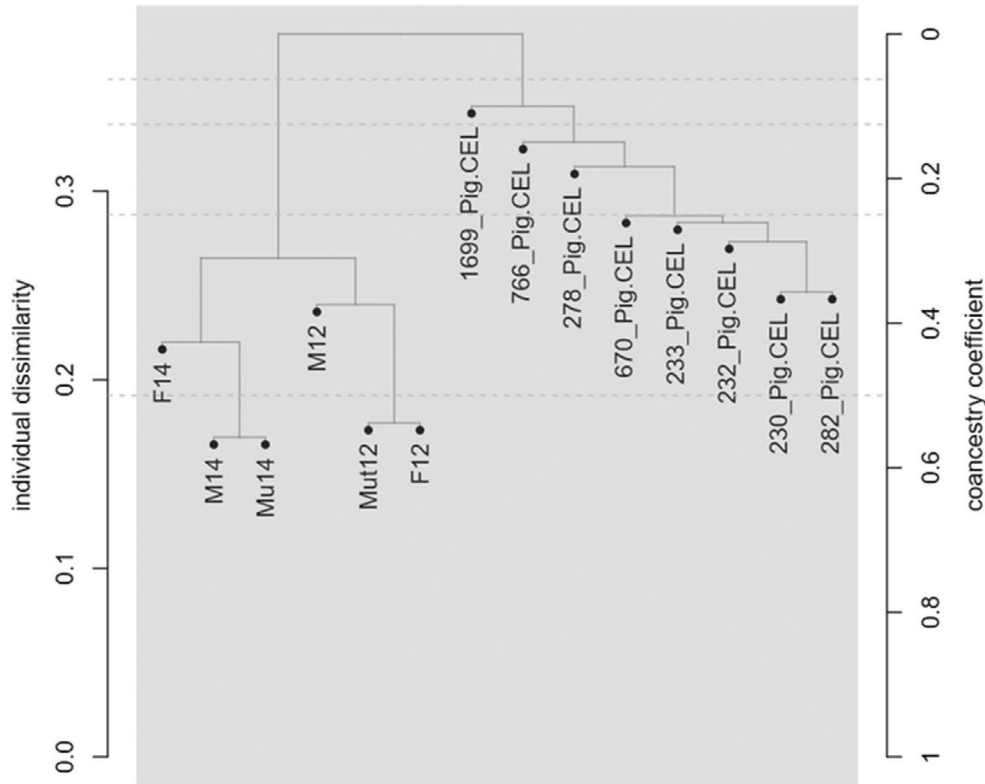 individual dissimilarity
0.3
0.2
0.1
0.0
F14
M14
Mu14
M12
Mut12
F12
1699_Pig.CEL
766_Pig.CEL
278_Pig.CEL
670_Pig.CEL
233_Pig.CEL
232_Pig.CEL
230_Pig.CEL
282_Pig.CEL
0
0.2
0.4
0.6
0.8
1
coancestry coefficient